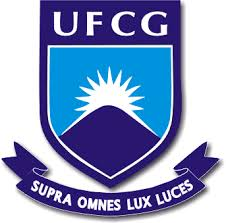 UFCG
SUPRA OMNES LUX LUCES